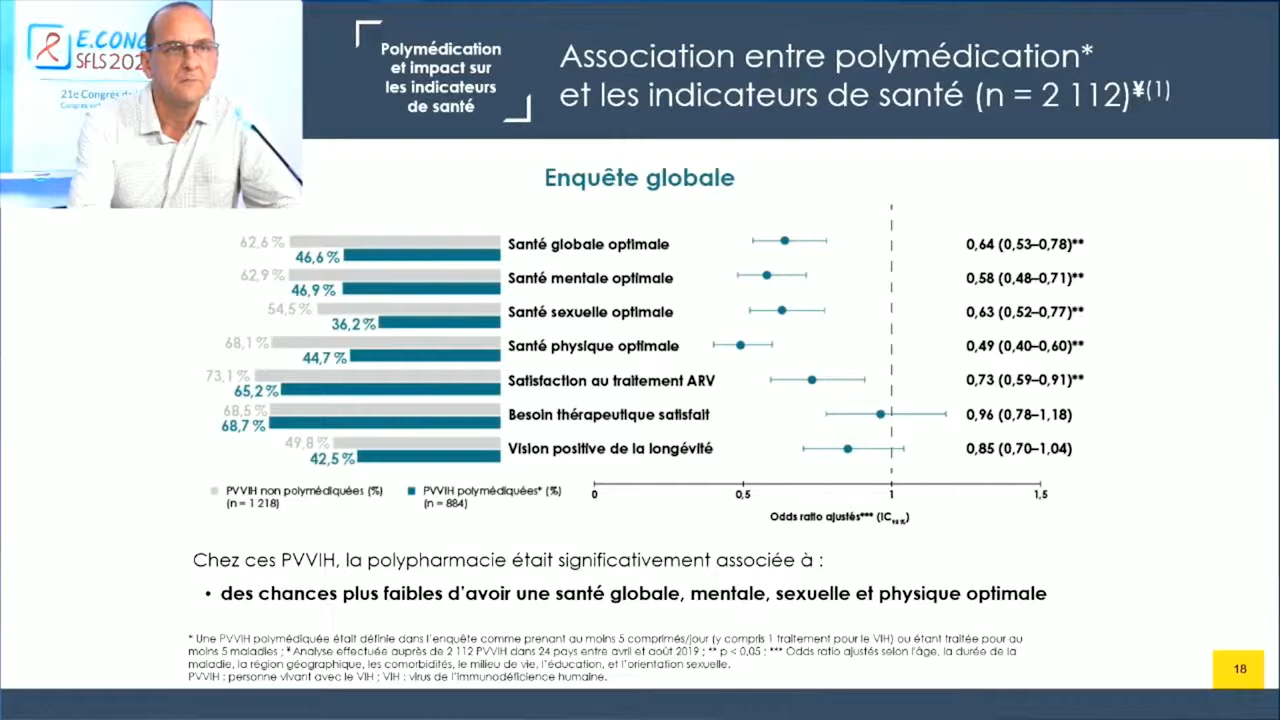 E.CONG
SFLS 202
21e Congrès de
Polymédication
et impact sur
les indicateurs
de santé
Association entre polymédication*
et les indicateurs de santé (n = 2 112)¥(1)
Enquête globale
62,6 %
46,6 %
Santé globale optimale
0,64 (0,53–0,78)**
62,9 %
46,9 %
Santé mentale optimale
0,58 (0,48–0,71)**
54,5 %
36,2 %
Santé sexuelle optimale
0,63 (0,52–0,77)**
68,1 %
44,7 %
Santé physique optimale
0,49 (0,40–0,60)**
73,1 %
65,2 %
Satisfaction au traitement ARV
0,73 (0,59–0,91)**
68,5 %
68,7 %
Besoin thérapeutique satisfait
0,96 (0,78–1,18)
49,8 %
42,5 %
Vision positive de la longévité
0,85 (0,70–1,04)
PVVIH non polymédiquées (%)
(n = 1 218)
PVVIH polymédiquées* (%)
(n = 884)
0 0,5 1 1,5
Odds ratio ajustés*** (IC95 %)
Chez ces PVVIH, la polypharmacie était significativement associée à :
• des chances plus faibles d'avoir une santé globale, mentale, sexuelle et physique optimale
* Une PVVIH polymédiquée était définie dans l'enquête comme prenant au moins 5 comprimés/jour (y compris 1 traitement pour le VIH) ou étant traitée pour au
moins 5 maladies ; ¥ Analyse effectuée auprès de 2 112 PVVIH dans 24 pays entre avril et août 2019 ; ** p < 0,05 ; *** Odds ratio ajustés selon l'âge, la durée de la
maladie, la région géographique, les comorbidités, le milieu de vie, l'éducation, et l'orientation sexuelle.
PVVIH : personne vivant avec le VIH ; VIH : virus de l'immunodéficience humaine.
18